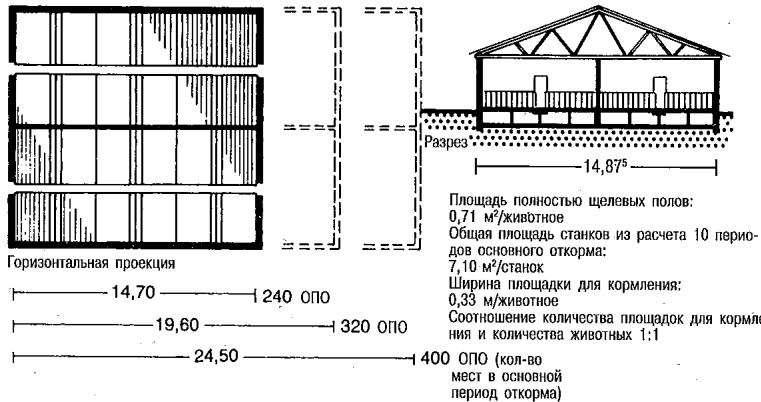 Разрез
14,87⁵
Горизонтальная проекция
14,70 240 ОПО
19,60 320 ОПО
24,50 400 ОПО (кол-во
мест в основной
период откорма)
Площадь полностью щелевых полов:
0,71 м²/животное
Общая площадь станков из расчета 10 перио-
дов основного откорма:
7,10 м²/станок
Ширина площадки для кормления:
0,33 м/животное
Соотношение количества площадок для кормле
ния и количества животных 1:1